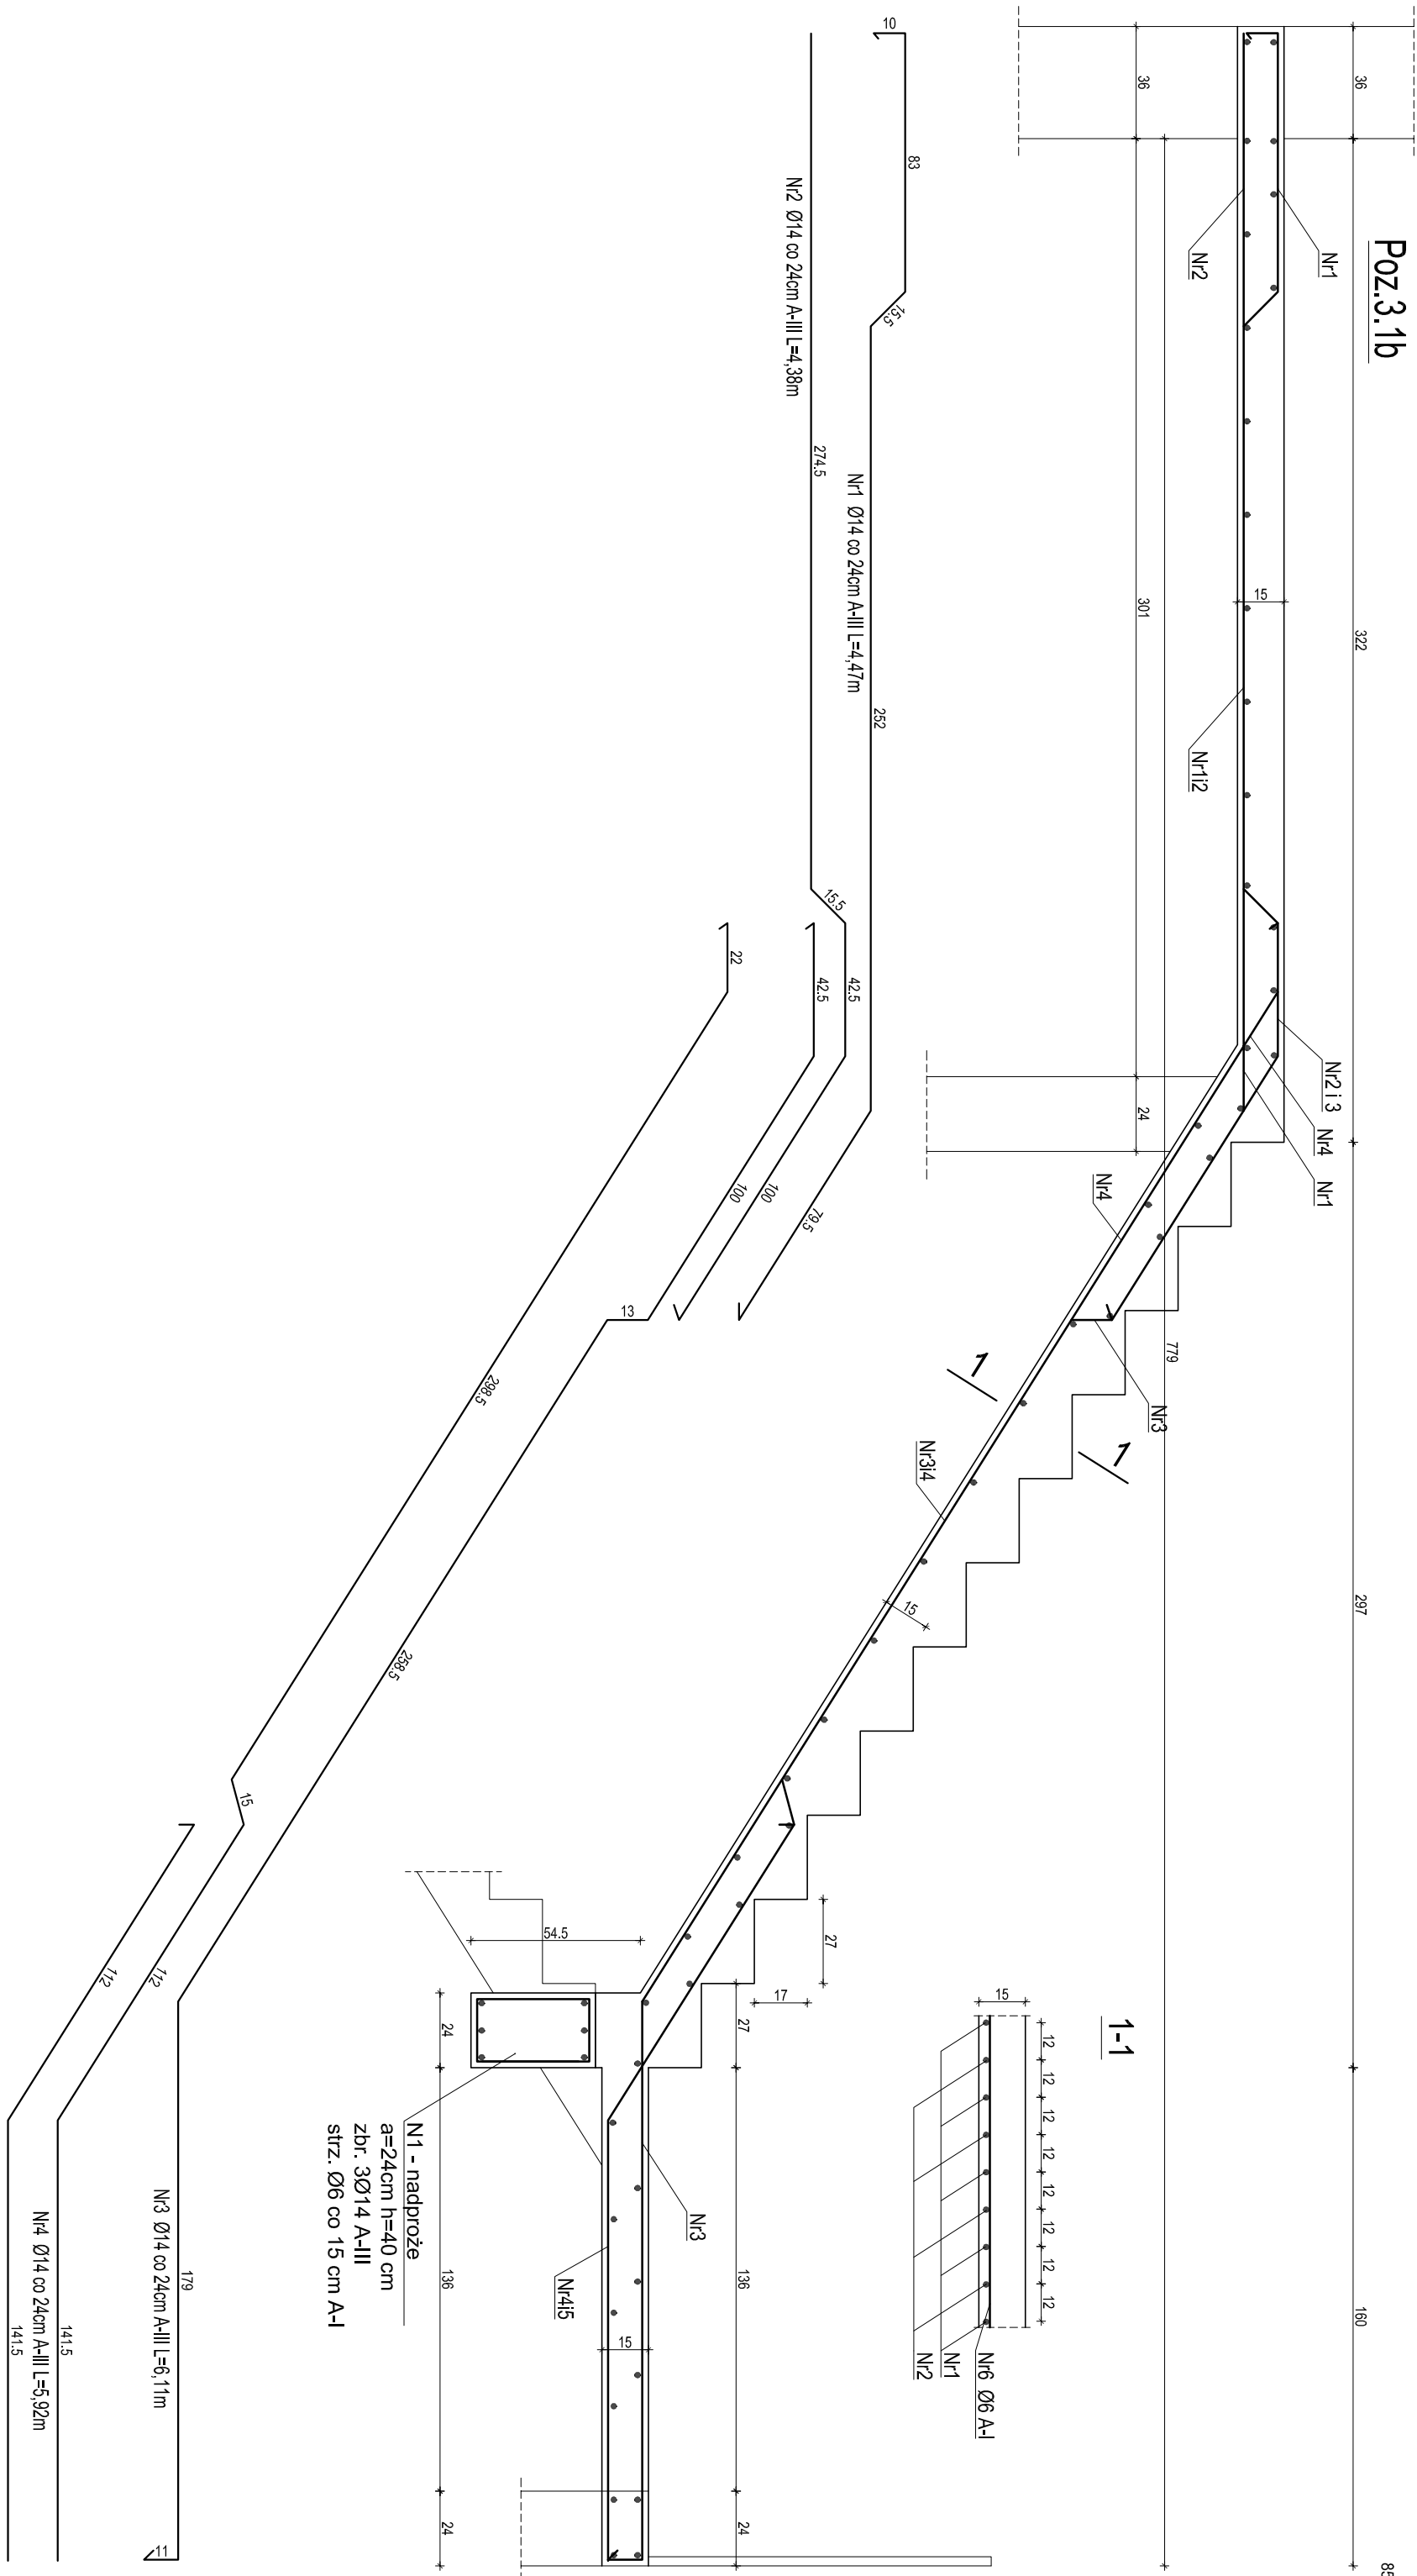 Poz.3.1b
36
322
297
160
85
36
301
24
779
15
Nr1
Nr2
Nr1i2
Nr2 i 3
Nr4
Nr1
Nr4
Nr3
Nr3i4
1
1
15
27
17
27
136
24
54.5
24
136
24
15
Nr3
Nr4i5
N1 - nadproże
a=24cm h=40 cm
zbr. 3Ø14 A-III
strz. Ø6 co 15 cm A-I
1-1
15
12
12
12
12
12
12
12
12
Nr6 Ø6 A-I
Nr1
Nr2
10
83
15.5
252
79.5
Nr1 Ø14 co 24cm A-III L=4,47m
274.5
15.5
42.5
100
Nr2 Ø14 co 24cm A-III L=4,38m
42.5
100
13
258.5
179
11
Nr3 Ø14 co 24cm A-III L=6,11m
22
298.5
15
112
141.5
Nr4 Ø14 co 24cm A-III L=5,92m
112
141.5